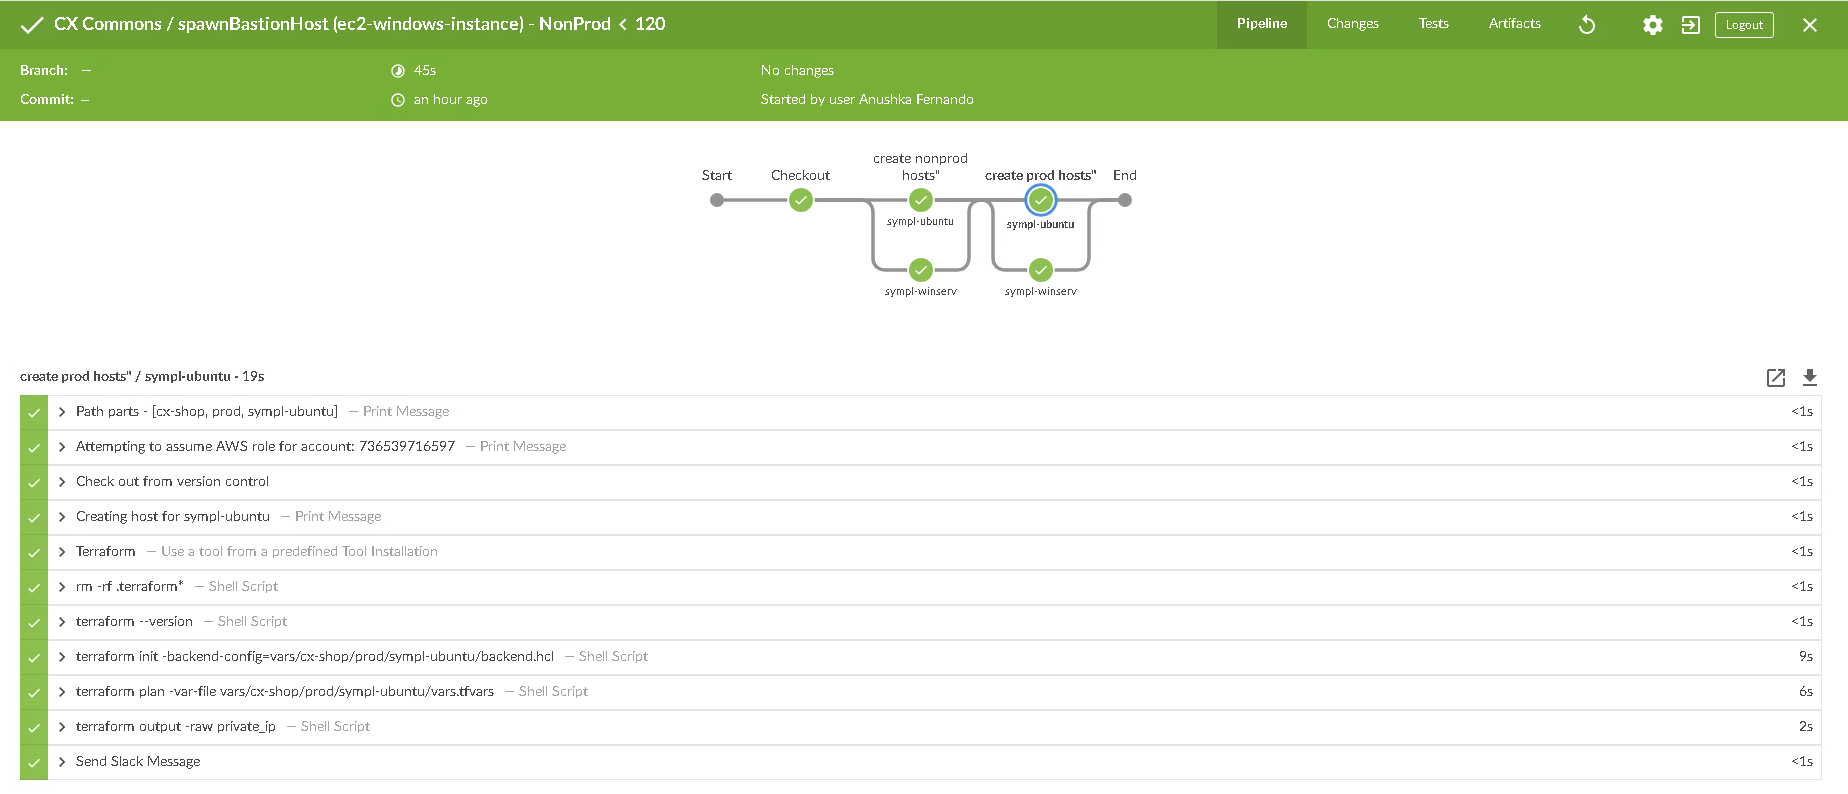 CX Commons / spawnBastionHost (ec2-windows-instance) - NonProd < 120
Pipeline
Changes
Tests
Artifacts
Logout
Branch: —
45s
No changes
Commit: —
an hour ago
Started by user Anushka Fernando
Start
Checkout
create nonprod
hosts"
create prod hosts"
End
sympl-ubuntu
sympl-ubuntu
sympl-winserv
sympl-winserv
create prod hosts" / sympl-ubuntu - 19s
Path parts - [cx-shop, prod, sympl-ubuntu] — Print Message <1s
Attempting to assume AWS role for account: 736539716597 — Print Message <1s
Check out from version control <1s
Creating host for sympl-ubuntu — Print Message <1s
Terraform — Use a tool from a predefined Tool Installation <1s
rm -rf .terraform* — Shell Script <1s
terraform --version — Shell Script <1s
terraform init -backend-config=vars/cx-shop/prod/sympl-ubuntu/backend.hcl — Shell Script 9s
terraform plan -var-file vars/cx-shop/prod/sympl-ubuntu/vars.tfvars — Shell Script 6s
terraform output -raw private_ip — Shell Script 2s
Send Slack Message <1s